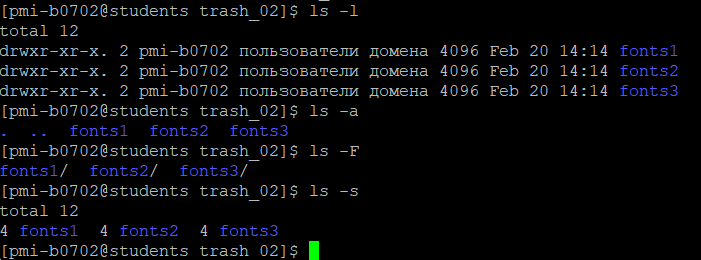 [pmi-b0702@students trash_02]$ ls -l
total 12
drwxr-xr-x. 2 pmi-b0702 пользователи домена 4096 Feb 20 14:14 fonts1
drwxr-xr-x. 2 pmi-b0702 пользователи домена 4096 Feb 20 14:14 fonts2
drwxr-xr-x. 2 pmi-b0702 пользователи домена 4096 Feb 20 14:14 fonts3
[pmi-b0702@students trash_02]$ ls -a
.  ..  fonts1  fonts2  fonts3
[pmi-b0702@students trash_02]$ ls -F
fonts1/  fonts2/  fonts3/
[pmi-b0702@students trash_02]$ ls -s
total 12
4 fonts1  4 fonts2  4 fonts3
[pmi-b0702@students trash_02]$